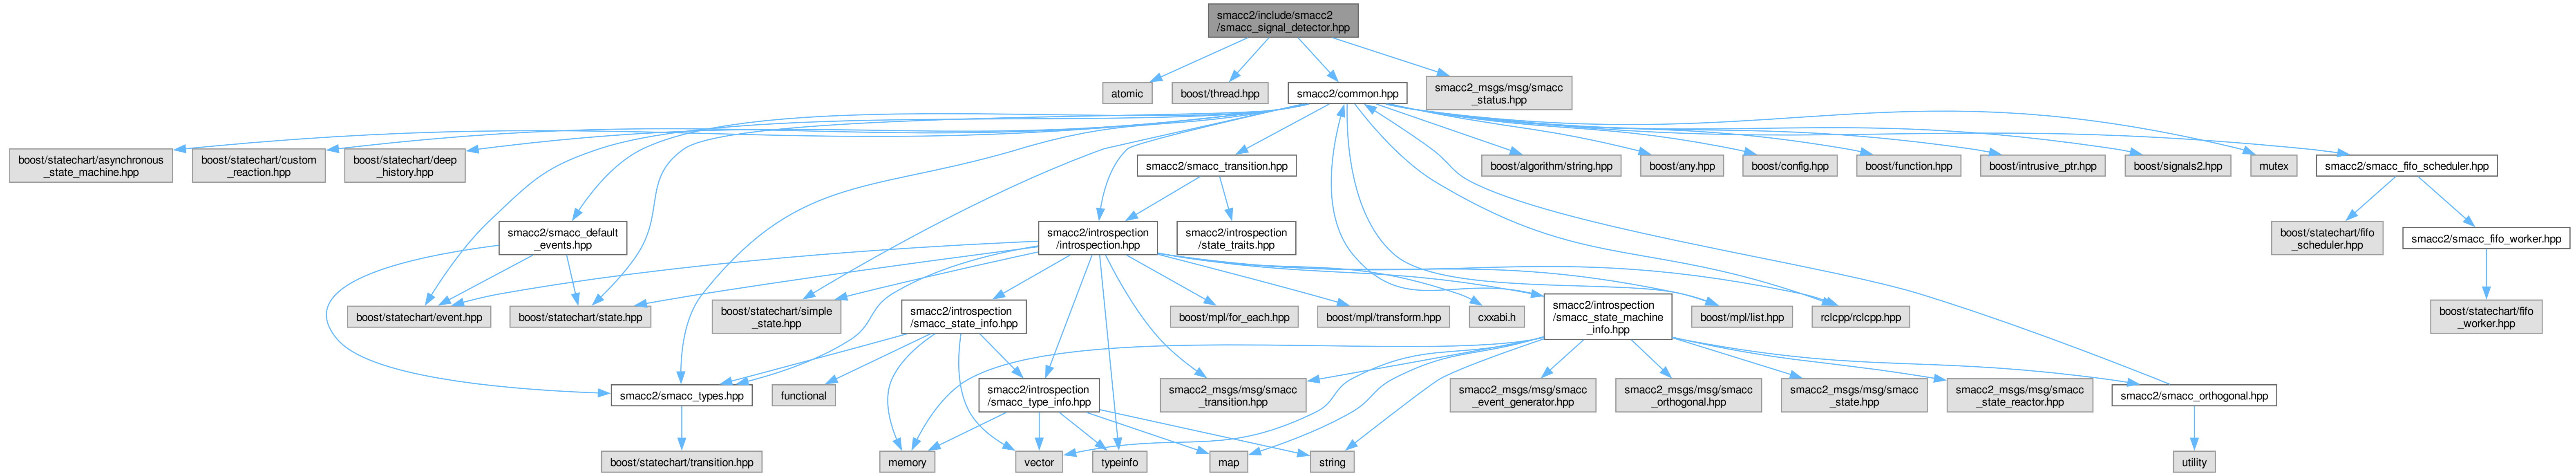 smacc2/include/smacc2
/smacc_signal_detector.hpp
atomic
boost/thread.hpp
smacc2/common.hpp
smacc2_msgs/msg/smacc
_status.hpp
boost/statechart/asynchronous
_state_machine.hpp
boost/statechart/custom
_reaction.hpp
boost/statechart/deep
_history.hpp
smacc2/smacc_transition.hpp
boost/algorithm/string.hpp
boost/any.hpp
boost/config.hpp
boost/function.hpp
boost/intrusive_ptr.hpp
boost/signals2.hpp
mutex
smacc2/smacc_fifo_scheduler.hpp
smacc2/smacc_default
_events.hpp
smacc2/introspection
/introspection.hpp
smacc2/introspection
/state_traits.hpp
boost/statechart/fifo
_scheduler.hpp
smacc2/smacc_fifo_worker.hpp
boost/statechart/event.hpp
boost/statechart/state.hpp
boost/statechart/simple
_state.hpp
smacc2/introspection
/smacc_state_info.hpp
boost/mpl/for_each.hpp
boost/mpl/transform.hpp
cxxabi.h
smacc2/introspection
/smacc_state_machine
_info.hpp
boost/mpl/list.hpp
rclcpp/rclcpp.hpp
boost/statechart/fifo
_worker.hpp
smacc2/smacc_types.hpp
functional
smacc2/introspection
/smacc_type_info.hpp
smacc2_msgs/msg/smacc
_transition.hpp
smacc2_msgs/msg/smacc
_event_generator.hpp
smacc2_msgs/msg/smacc
_orthogonal.hpp
smacc2_msgs/msg/smacc
_state.hpp
smacc2_msgs/msg/smacc
_state_reactor.hpp
smacc2/smacc_orthogonal.hpp
boost/statechart/transition.hpp
memory
vector
typeinfo
map
string
utility